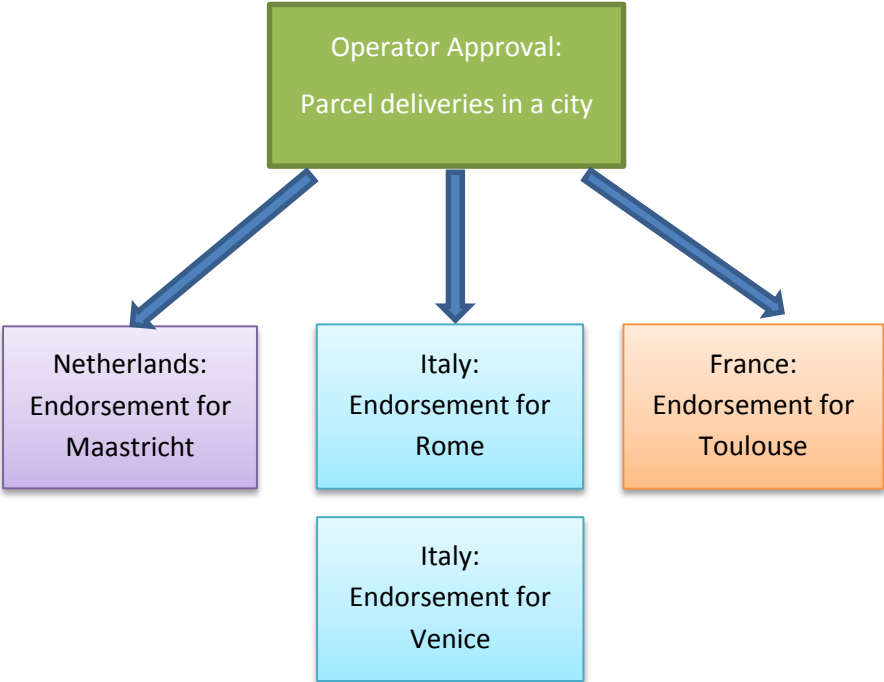 Operator Approval:
Parcel deliveries in a city
Netherlands:
Endorsement for
Maastricht
Italy:
Endorsement for
Rome
France:
Endorsement for
Toulouse
Italy:
Endorsement for
Venice